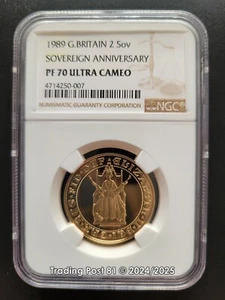 1989 G.BRITAIN 2 Sov
SOVEREIGN ANNIVERSARY
PF 70 ULTRA CAMEO
4714250-007
NUMISMATIC GUARANTY CORPORATION
NGC
Trading Post 81 © 2024/2025